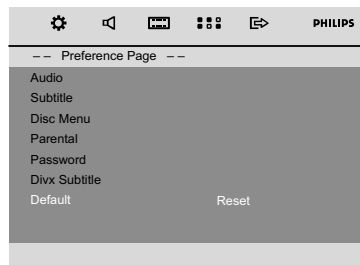 PHILIPS
-- Preference Page --
Audio
Subtitle
Disc Menu
Parental
Password
Divx Subtitle
Default Reset